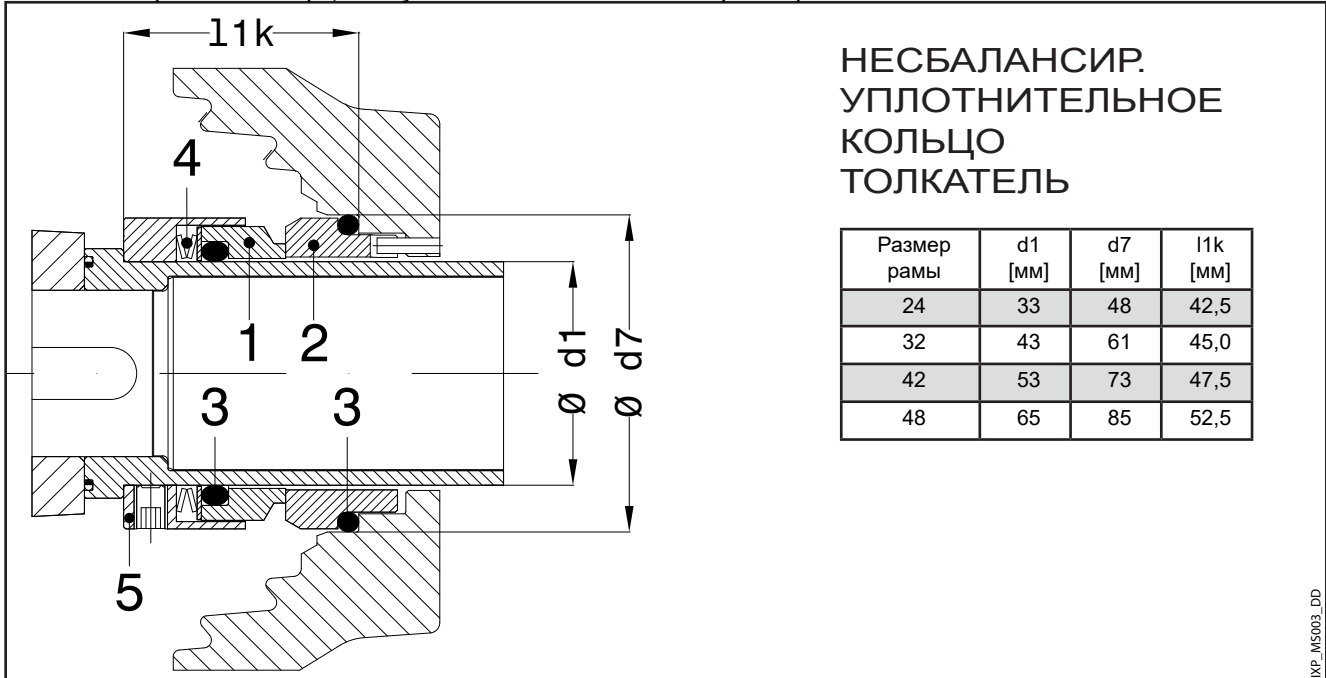 l1k
4
1
2
3
3
5
Ø d1
Ø d7
НЕСБАЛАНСИР.
УПЛОТНИТЕЛЬНОЕ
КОЛЬЦО
ТОЛКАТЕЛЬ
Размер рамы d1 [мм] d7 [мм] l1k [мм]
24 33 48 42,5
32 43 61 45,0
42 53 73 47,5
48 65 85 52,5
IXP_MS003_DD